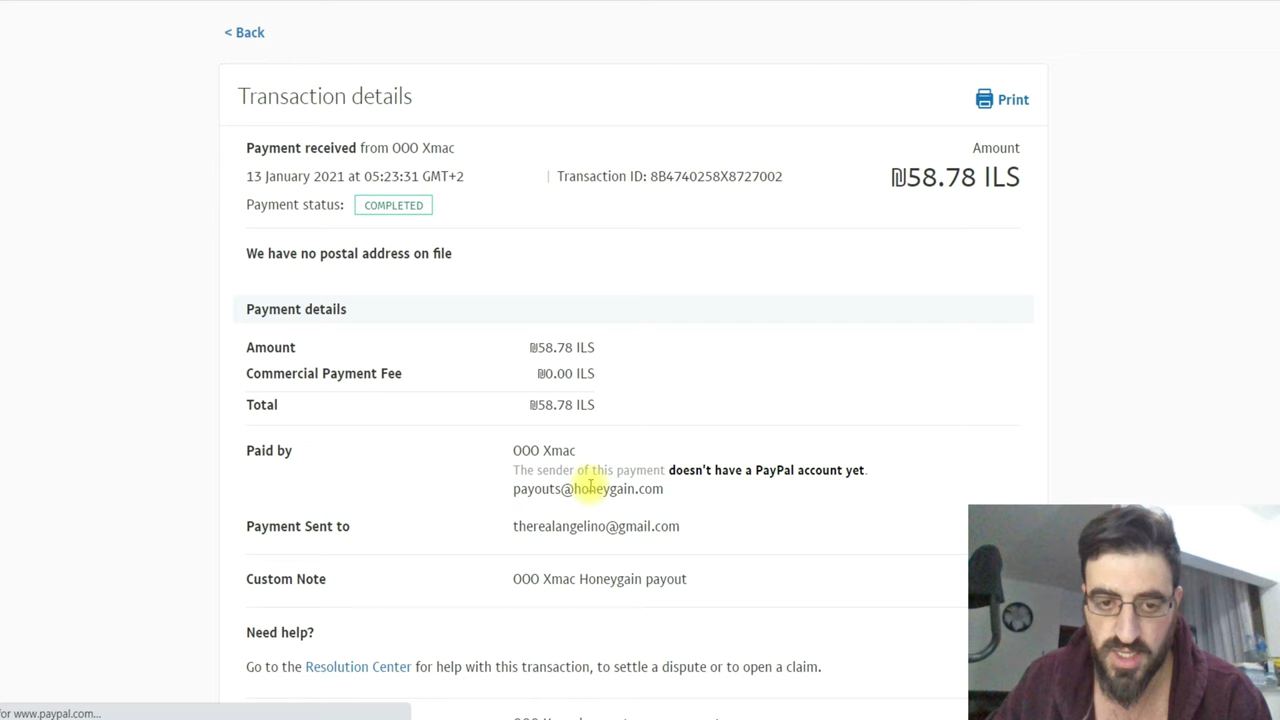 < Back
Transaction details
Print
Payment received from OOO Xmac
Amount
13 January 2021 at 05:23:31 GMT+2 | Transaction ID: 8B4740258X8727002
₪58.78 ILS
Payment status: COMPLETED
We have no postal address on file
Payment details
Amount ₪58.78 ILS
Commercial Payment Fee ₪0.00 ILS
Total ₪58.78 ILS
Paid by OOO Xmac
The sender of this payment doesn't have a PayPal account yet.
payouts@honeygain.com
Payment Sent to therealangelino@gmail.com
Custom Note OOO Xmac Honeygain payout
Need help?
Go to the Resolution Center for help with this transaction, to settle a dispute or to open a claim.
for www.paypal.com...